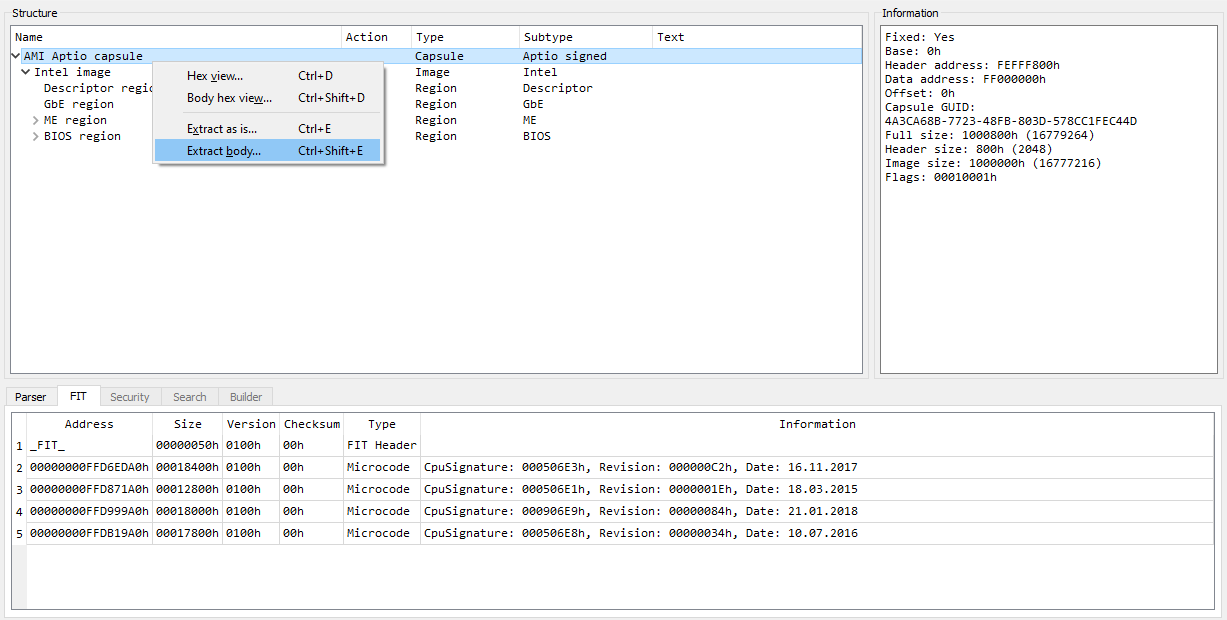 Structure
Name Action Type Subtype Text
AMI Aptio capsule Capsule Aptio signed
Intel image Image Intel
Descriptor regic Region Descriptor
GbE region Region GbE
ME region Region ME
BIOS region Region BIOS
Hex view... Ctrl+D
Body hex view... Ctrl+Shift+D
Extract as is... Ctrl+E
Extract body... Ctrl+Shift+E
Information
Fixed: Yes
Base: 0h
Header address: FEFFF800h
Data address: FF000000h
Offset: 0h
Capsule GUID:
4A3CA68B-7723-48FB-803D-578CC1FEC44D
Full size: 1000800h (16779264)
Header size: 800h (2048)
Image size: 1000000h (16777216)
Flags: 00010001h
Parser FIT Security Search Builder
Address Size Version Checksum Type Information
1 _FIT_ 00000050h 0100h 00h FIT Header
2 00000000FFD6EDA0h 00018400h 0100h 00h Microcode CpuSignature: 000506E3h, Revision: 000000C2h, Date: 16.11.2017
3 00000000FFD871A0h 00012800h 0100h 00h Microcode CpuSignature: 000506E1h, Revision: 0000001Eh, Date: 18.03.2015
4 00000000FFD999A0h 00018000h 0100h 00h Microcode CpuSignature: 000906E9h, Revision: 00000084h, Date: 21.01.2018
5 00000000FFDB19A0h 00017800h 0100h 00h Microcode CpuSignature: 000506E8h, Revision: 00000034h, Date: 10.07.2016